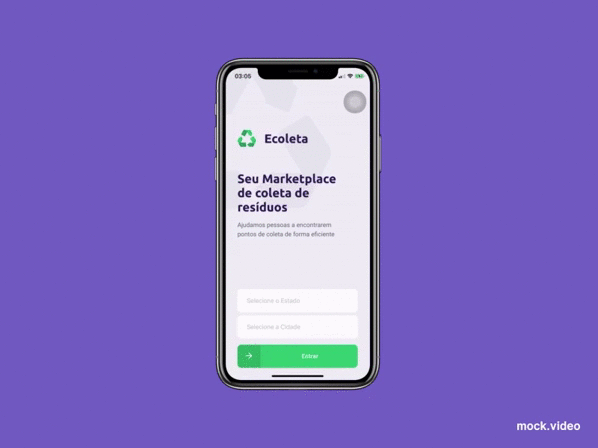 03:06
Ecoleta
Seu Marketplace
de coleta de
resíduos
Ajudamos pessoas a encontrarem
pontos de coleta de forma eficiente
Selecione o Estado
Selecione a Cidade
Entrar
mock.video